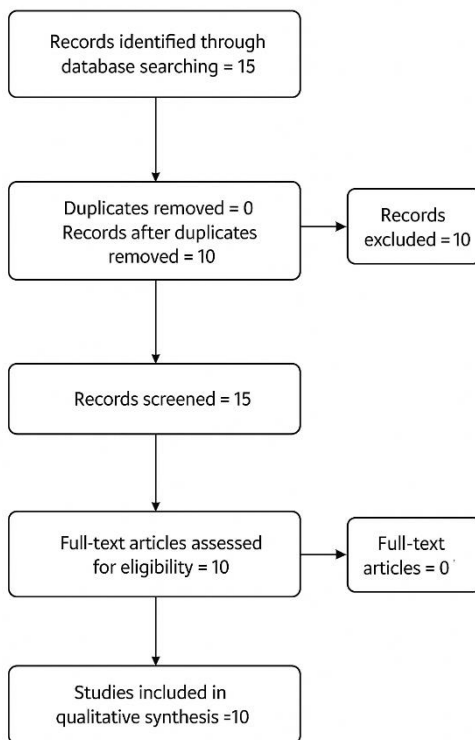 Records identified through
database searching = 15
Duplicates removed = 0
Records after duplicates
removed = 10
Records
excluded = 10
Records screened = 15
Full-text articles assessed
for eligibility = 10
Full-text
articles = 0
Studies included in
qualitative synthesis =10